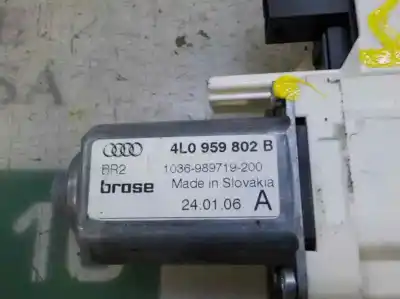 4L0 959 802 B
BR2 1036-989719-200
brose Made in Slovakia
24.01.06 A